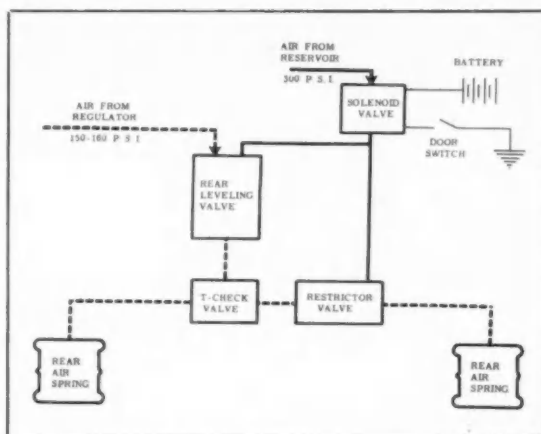 AIR FROM
RESERVOIR
300 P S.I.
BATTERY
SOLENOID
VALVE
DOOR
SWITCH
AIR FROM
REGULATOR
150-160 P S I
REAR
LEVELING
VALVE
T-CHECK
VALVE
RESTRICTOR
VALVE
REAR
AIR
SPRING
REAR
AIR
SPRING